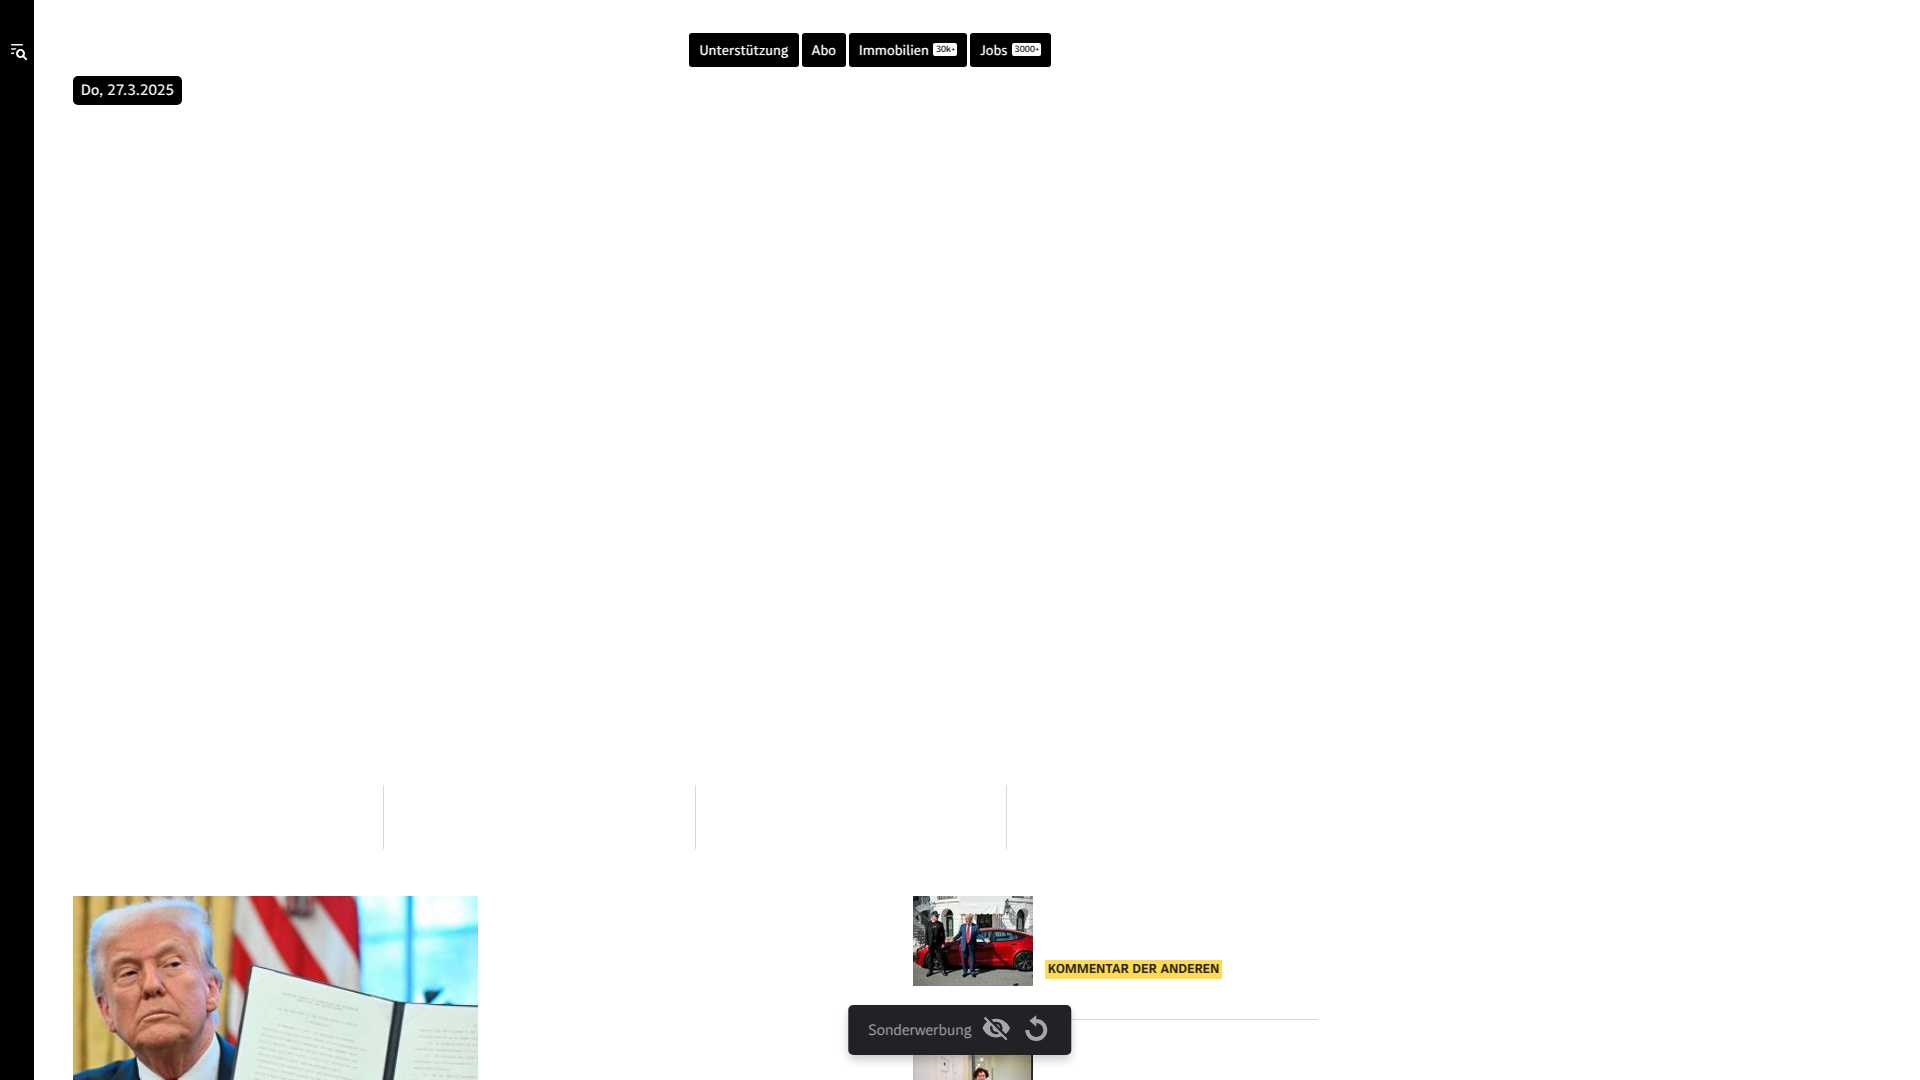 Unterstützung Abo Immobilien 30k+ Jobs 3000+
Do, 27.3.2025
KOMMENTAR DER ANDEREN
Sonderwerbung